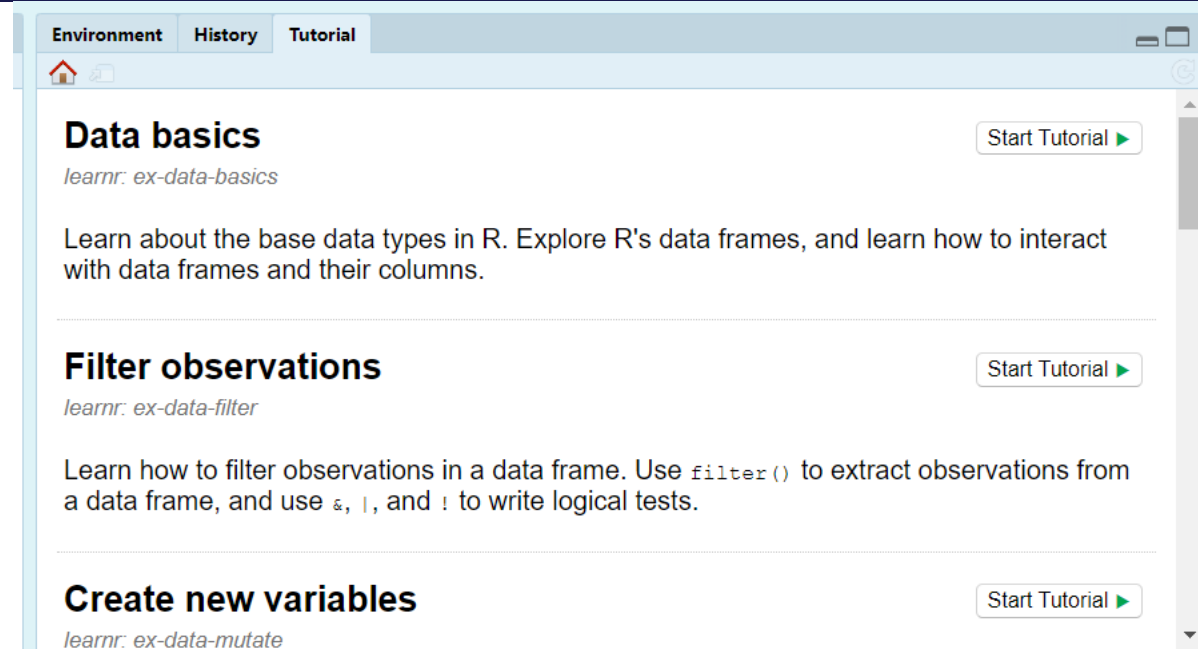 Environment History Tutorial
Data basics
Start Tutorial
learnr: ex-data-basics
Learn about the base data types in R. Explore R's data frames, and learn how to interact
with data frames and their columns.
Filter observations
Start Tutorial
learnr: ex-data-filter
Learn how to filter observations in a data frame. Use filter() to extract observations from
a data frame, and use &, |, and ! to write logical tests.
Create new variables
Start Tutorial
learnr: ex-data-mutate